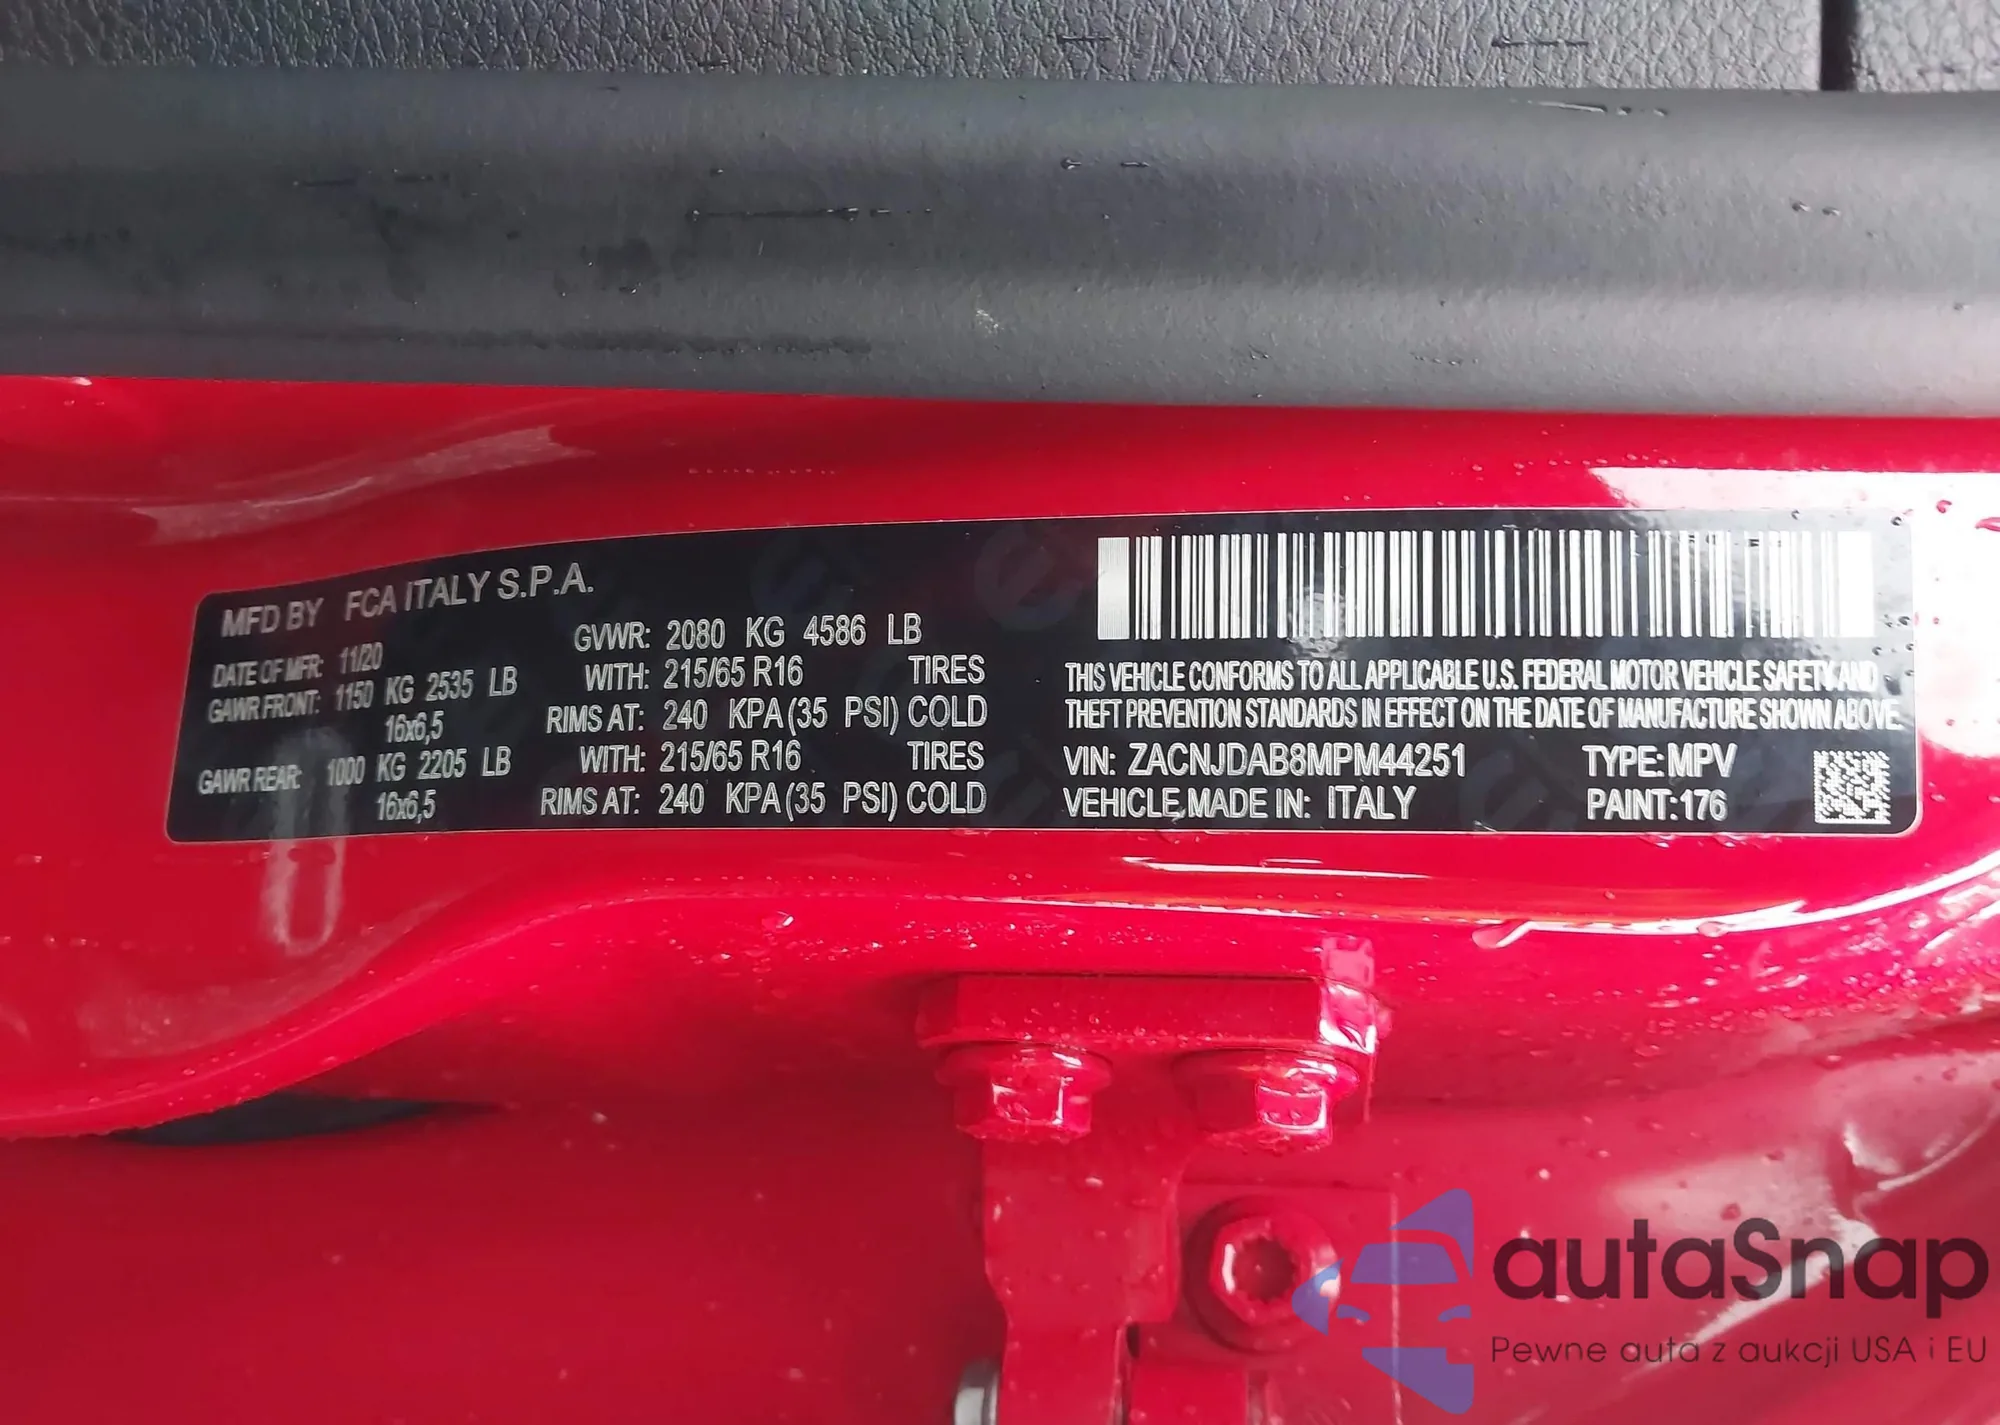 MFD BY FCA ITALY S.P.A.
DATE OF MFR: 11/20 GVWR: 2080 KG 4586 LB
GAWR FRONT: 1150 KG 2535 LB WITH: 215/65 R16 TIRES
16x6,5 RIMS AT: 240 KPA (35 PSI) COLD
GAWR REAR: 1000 KG 2205 LB WITH: 215/65 R16 TIRES
16x6,5 RIMS AT: 240 KPA (35 PSI) COLD
THIS VEHICLE CONFORMS TO ALL APPLICABLE U.S. FEDERAL MOTOR VEHICLE SAFETY AND
THEFT PREVENTION STANDARDS IN EFFECT ON THE DATE OF MANUFACTURE SHOWN ABOVE
VIN: ZACNJDAB8MPM44251 TYPE: MPV
VEHICLE MADE IN: ITALY PAINT: 176
autaSnap
Pewne auta z aukcji USA i EU